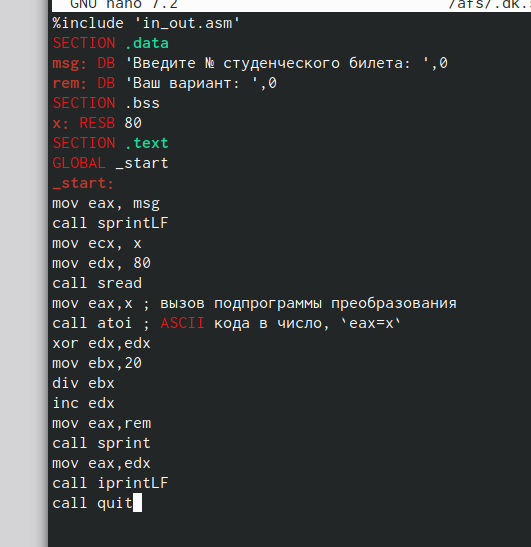 GNU nano 7.2 /afs/.dk.
%include 'in_out.asm'
SECTION .data
msg: DB 'Введите № студенческого билета: ',0
rem: DB 'Ваш вариант: ',0
SECTION .bss
x: RESB 80
SECTION .text
GLOBAL _start
_start:
mov eax, msg
call sprintLF
mov ecx, x
mov edx, 80
call sread
mov eax,x ; вызов подпрограммы преобразования
call atoi ; ASCII кода в число, `eax=x`
xor edx,edx
mov ebx,20
div ebx
inc edx
mov eax,rem
call sprint
mov eax,edx
call iprintLF
call quit